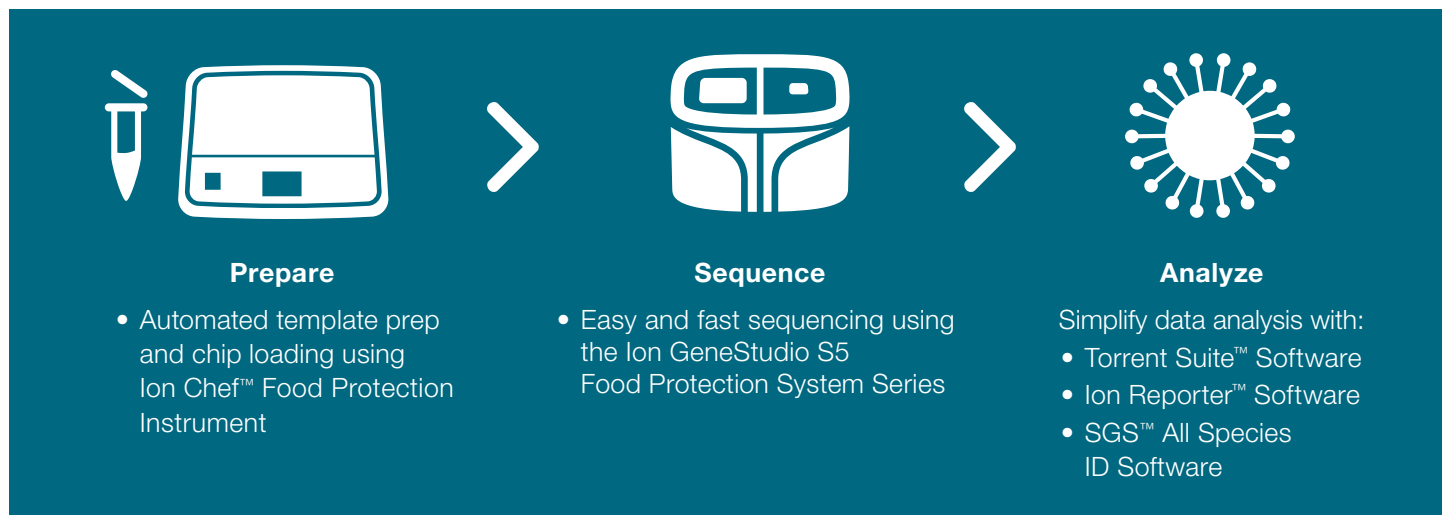 Prepare
• Automated template prep
and chip loading using
Ion Chef™ Food Protection
Instrument
Sequence
• Easy and fast sequencing using
the Ion GeneStudio S5
Food Protection System Series
Analyze
Simplify data analysis with:
• Torrent Suite™ Software
• Ion Reporter™ Software
• SGS™ All Species
ID Software